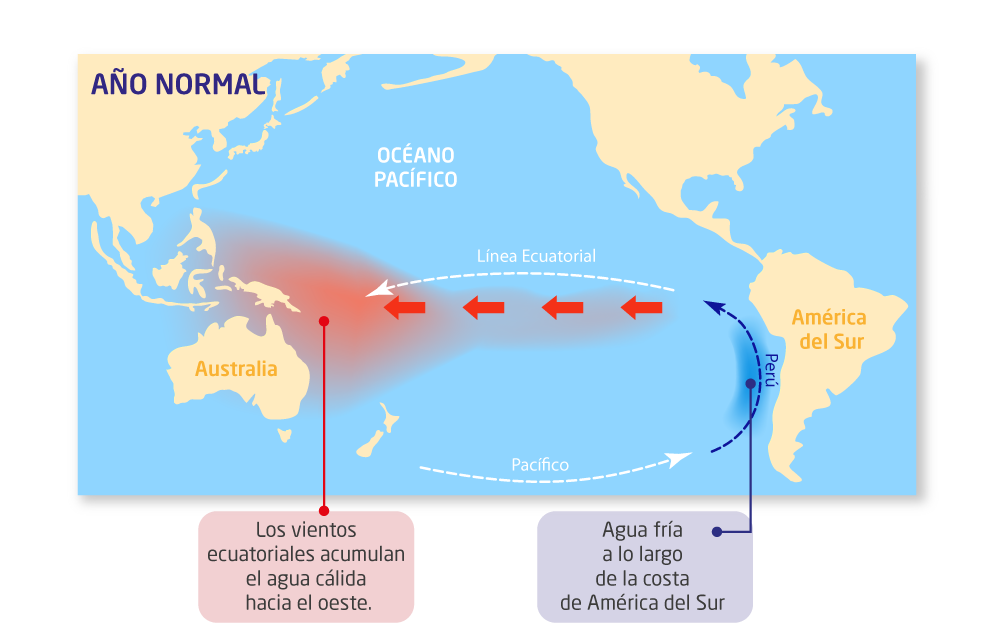 AÑO NORMAL
OCÉANO
PACÍFICO
Línea Ecuatorial
América
del Sur
Australia
Perú
Pacífico
Los vientos
ecuatoriales acumulan
el agua cálida
hacia el oeste.
Agua fría
a lo largo
de la costa
de América del Sur